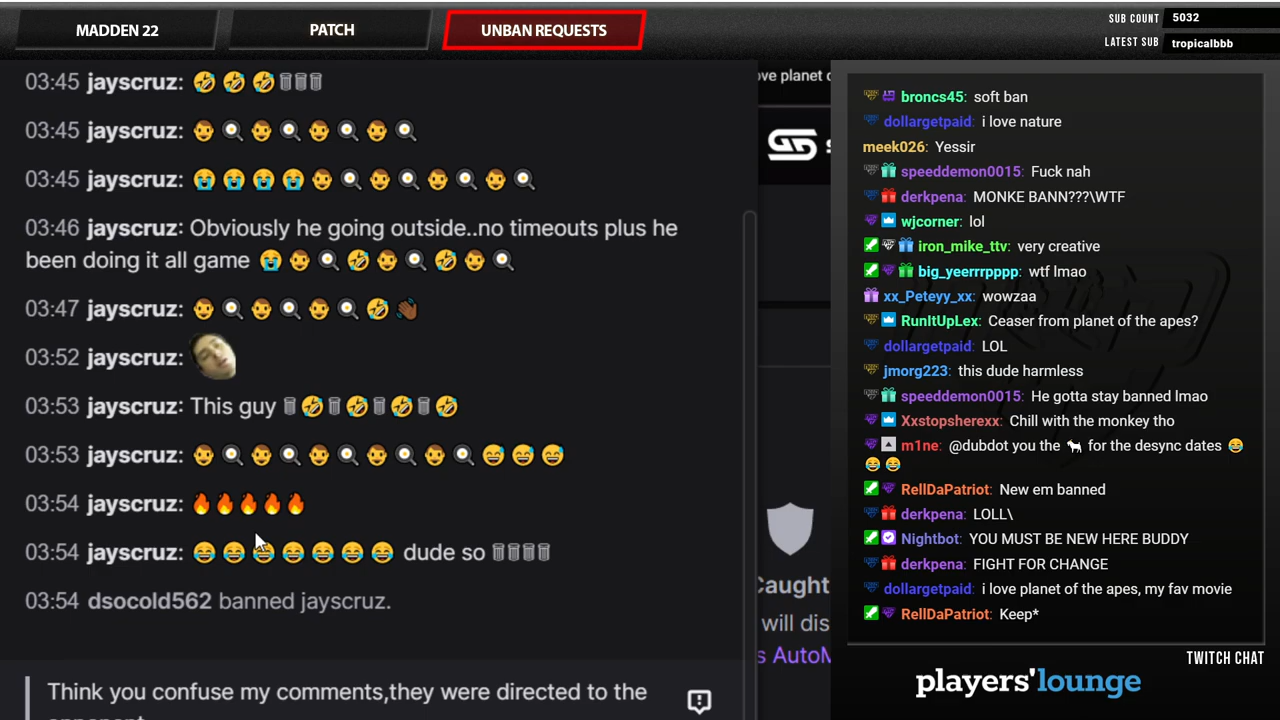 MADDEN 22
PATCH
UNBAN REQUESTS
SUB COUNT 5032
LATEST SUB tropicalbbb
03:45 jayscruz: 🤣🤣🤣🗑🗑🗑
03:45 jayscruz: 👨🍳👨🍳👨🍳👨🍳
03:45 jayscruz: 😭😭😭😭👨🍳👨🍳👨🍳👨🍳
03:46 jayscruz: Obviously he going outside..no timeouts plus he
been doing it all game 😭👨🍳🤣👨🍳🤣👨🍳
03:47 jayscruz: 👨🍳👨🍳👨🍳🤣👋🏾
03:52 jayscruz:
03:53 jayscruz: This guy 🗑🤣🗑🤣🗑🤣🗑🤣
03:53 jayscruz: 👨🍳👨🍳👨🍳👨🍳👨🍳😅😅😅
03:54 jayscruz: 🔥🔥🔥🔥🔥
03:54 jayscruz: 😂😂😂😂😂😂😂 dude so 🗑🗑🗑🗑
03:54 dsocold562 banned jayscruz.
Think you confuse my comments,they were directed to the
ove planet
Caught
will dis
s AutoM
broncs45: soft ban
dollargetpaid: i love nature
meek026: Yessir
speeddemon0015: Fuck nah
derkpena: MONKE BANN???\WTF
wjcorner: lol
iron_mike_ttv: very creative
big_yeerrrpppp: wtf lmao
xx_Peteyy_xx: wowzaa
RunItUpLex: Ceaser from planet of the apes?
dollargetpaid: LOL
jmorg223: this dude harmless
speeddemon0015: He gotta stay banned lmao
Xxstopsherexx: Chill with the monkey tho
m1ne: @dubdot you the 🐐 for the desync dates 😂
😂😂
RellDaPatriot: New em banned
derkpena: LOLL\
Nightbot: YOU MUST BE NEW HERE BUDDY
derkpena: FIGHT FOR CHANGE
dollargetpaid: i love planet of the apes, my fav movie
RellDaPatriot: Keep*
TWITCH CHAT
players'lounge